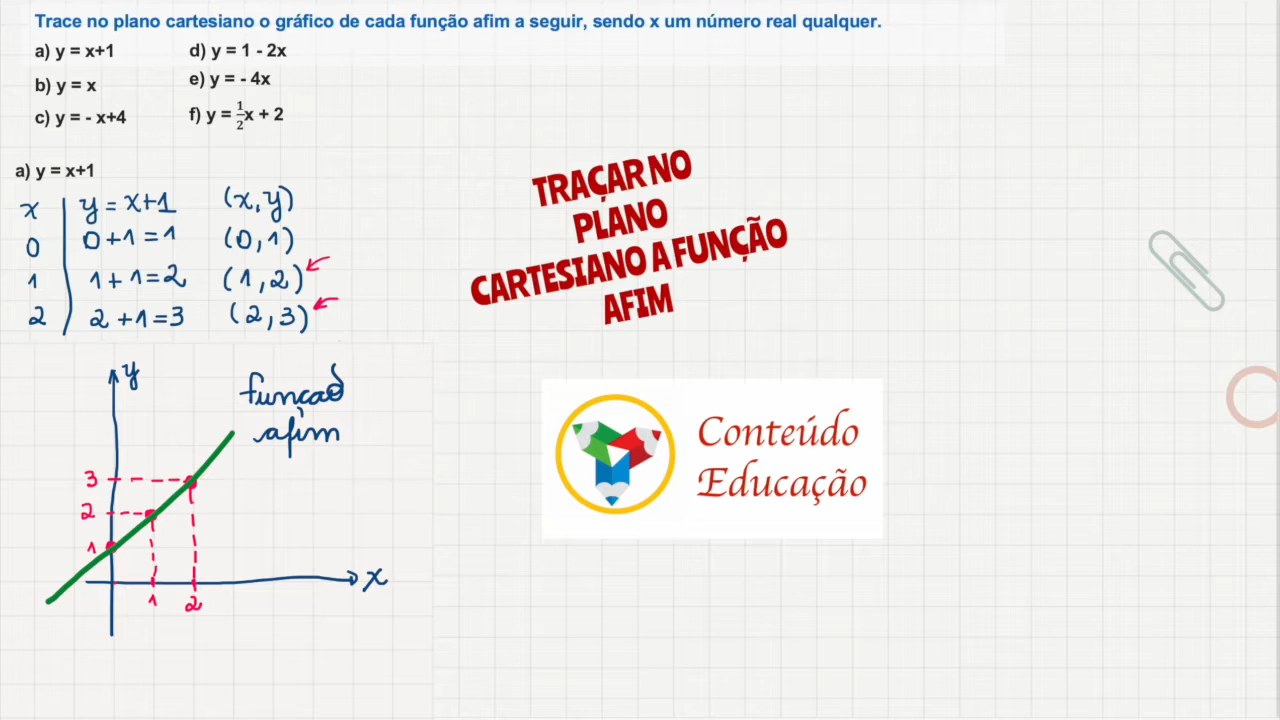 Trace no plano cartesiano o gráfico de cada função afim a seguir, sendo x um número real qualquer.
a) y = x+1
b) y = x
c) y = - x+4
d) y = 1 - 2x
e) y = - 4x
f) y = 1/2 x + 2
a) y = x+1
x | y = x+1 (x, y)
0 | 0+1=1 (0,1)
1 | 1+1=2 (1,2)
2 | 2+1=3 (2,3)
y
função
afim
3
2
1
x
1
2
TRAÇAR NO
PLANO
CARTESIANO A FUNÇÃO
AFIM
Conteúdo
Educação